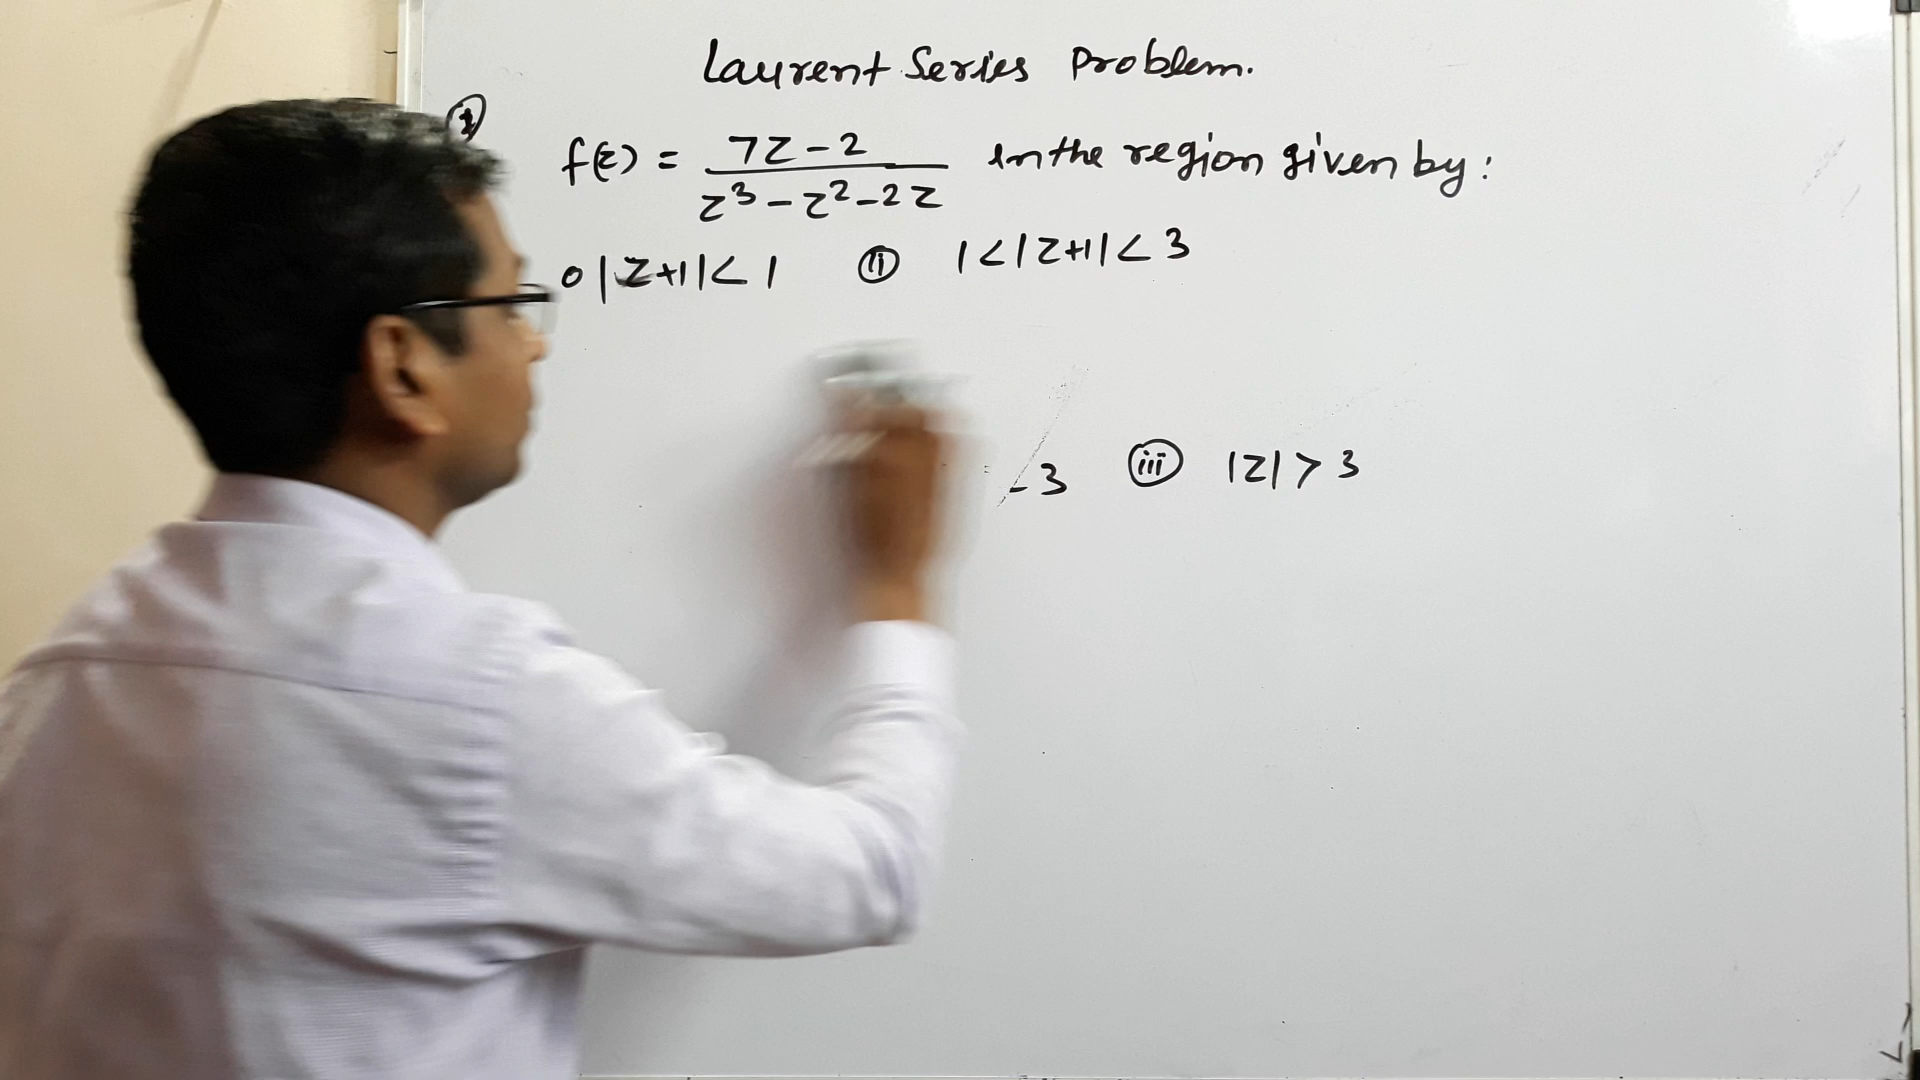 Laurent Series Problem.
①
f(z) = 7z - 2 / z³ - z² - 2z in the region given by:
0 |z+1| < 1 ⓘⓘ 1 < |z+1| < 3
- 3 ⓘⓘⓘ |z| > 3